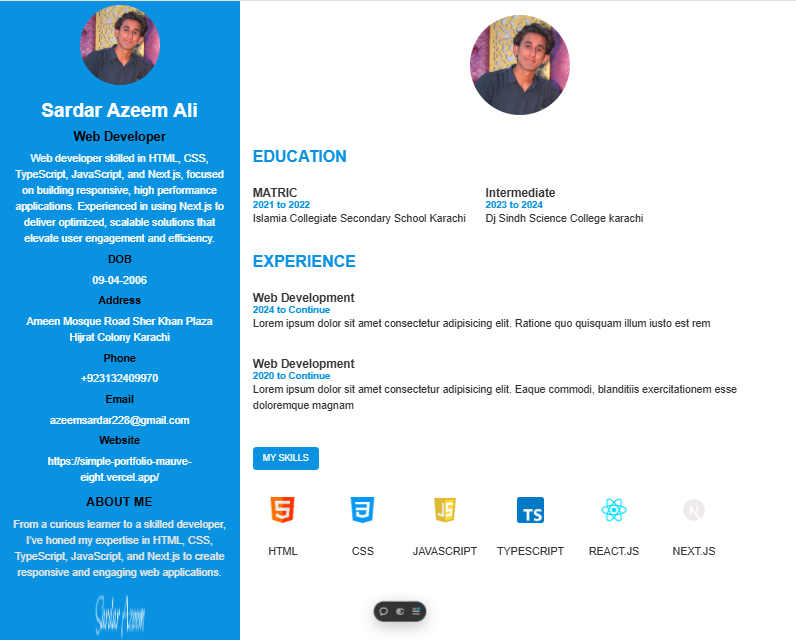 Sardar Azeem Ali
Web Developer
Web developer skilled in HTML, CSS,
TypeScript, JavaScript, and Next.js, focused
on building responsive, high performance
applications. Experienced in using Next.js to
deliver optimized, scalable solutions that
elevate user engagement and efficiency.
DOB
09-04-2006
Address
Ameen Mosque Road Sher Khan Plaza
Hijrat Colony Karachi
Phone
+923132409970
Email
azeemsardar228@gmail.com
Website
https://simple-portfolio-mauve-
eight.vercel.app/
ABOUT ME
From a curious learner to a skilled developer,
I've honed my expertise in HTML, CSS,
TypeScript, JavaScript, and Next.js to create
responsive and engaging web applications.
Sardar Azeem
EDUCATION
MATRIC
2021 to 2022
Islamia Collegiate Secondary School Karachi
Intermediate
2023 to 2024
Dj Sindh Science College karachi
EXPERIENCE
Web Development
2024 to Continue
Lorem ipsum dolor sit amet consectetur adipisicing elit. Ratione quo quisquam illum iusto est rem
Web Development
2020 to Continue
Lorem ipsum dolor sit amet consectetur adipisicing elit. Eaque commodi, blanditiis exercitationem esse
doloremque magnam
MY SKILLS
5
3
JS
TS
N
HTML
CSS
JAVASCRIPT
TYPESCRIPT
REACT.JS
NEXT.JS